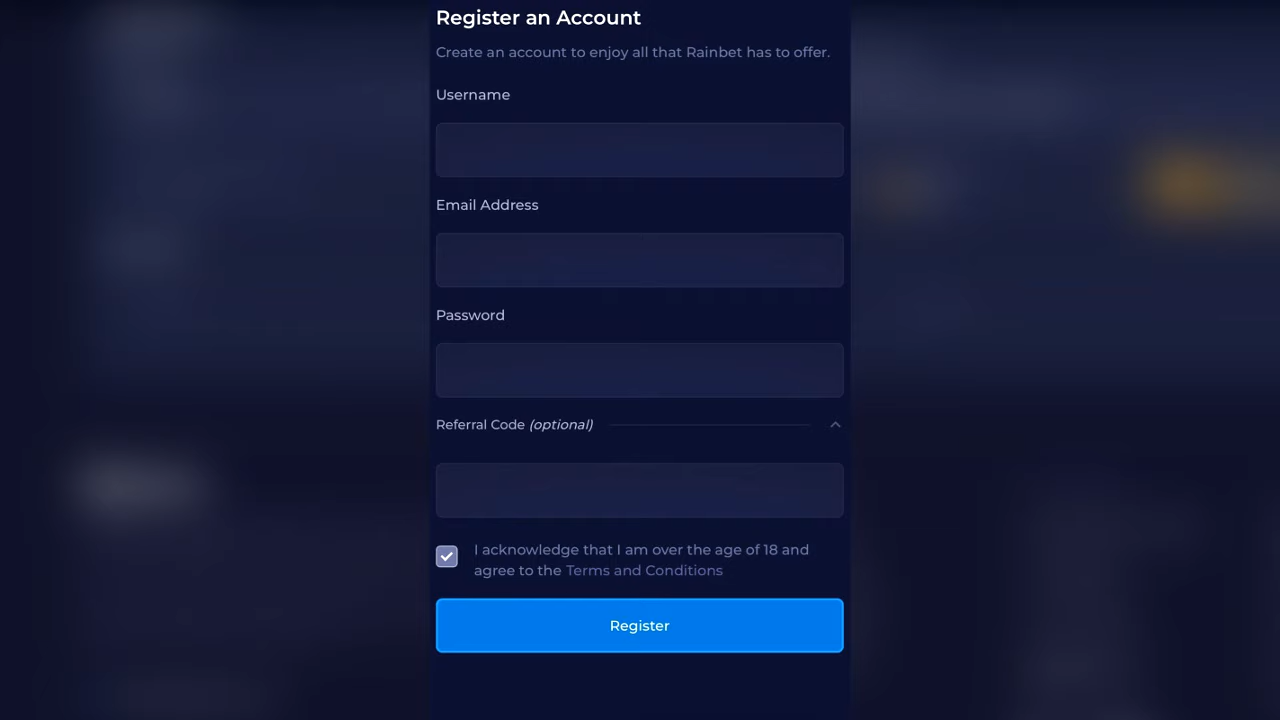 Register an Account
Create an account to enjoy all that Rainbet has to offer.
Username
Email Address
Password
Referral Code (optional)
I acknowledge that I am over the age of 18 and
agree to the Terms and Conditions
Register